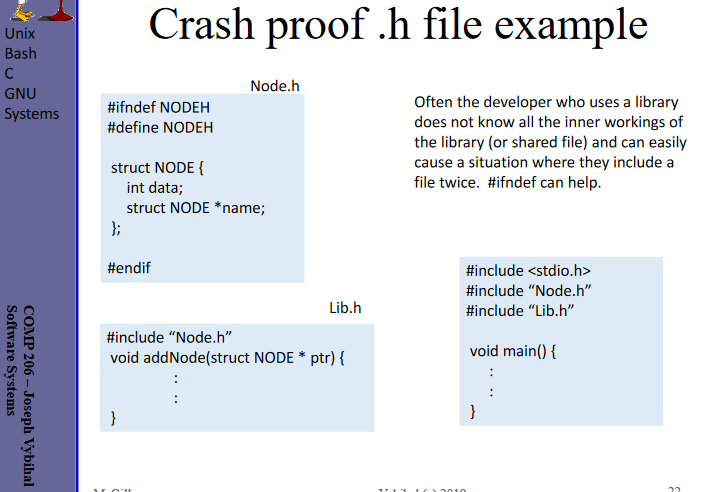 Crash proof .h file example
Unix
Bash
C
GNU
Systems
Node.h
#ifndef NODEH
#define NODEH
struct NODE {
int data;
struct NODE *name;
};
#endif
Often the developer who uses a library
does not know all the inner workings of
the library (or shared file) and can easily
cause a situation where they include a
file twice.  #ifndef can help.
Lib.h
#include “Node.h”
void addNode(struct NODE * ptr) {
:
:
}
#include <stdio.h>
#include “Node.h”
#include “Lib.h”
void main() {
:
:
}
COMP 206 – Joseph Vybihal
Software Systems